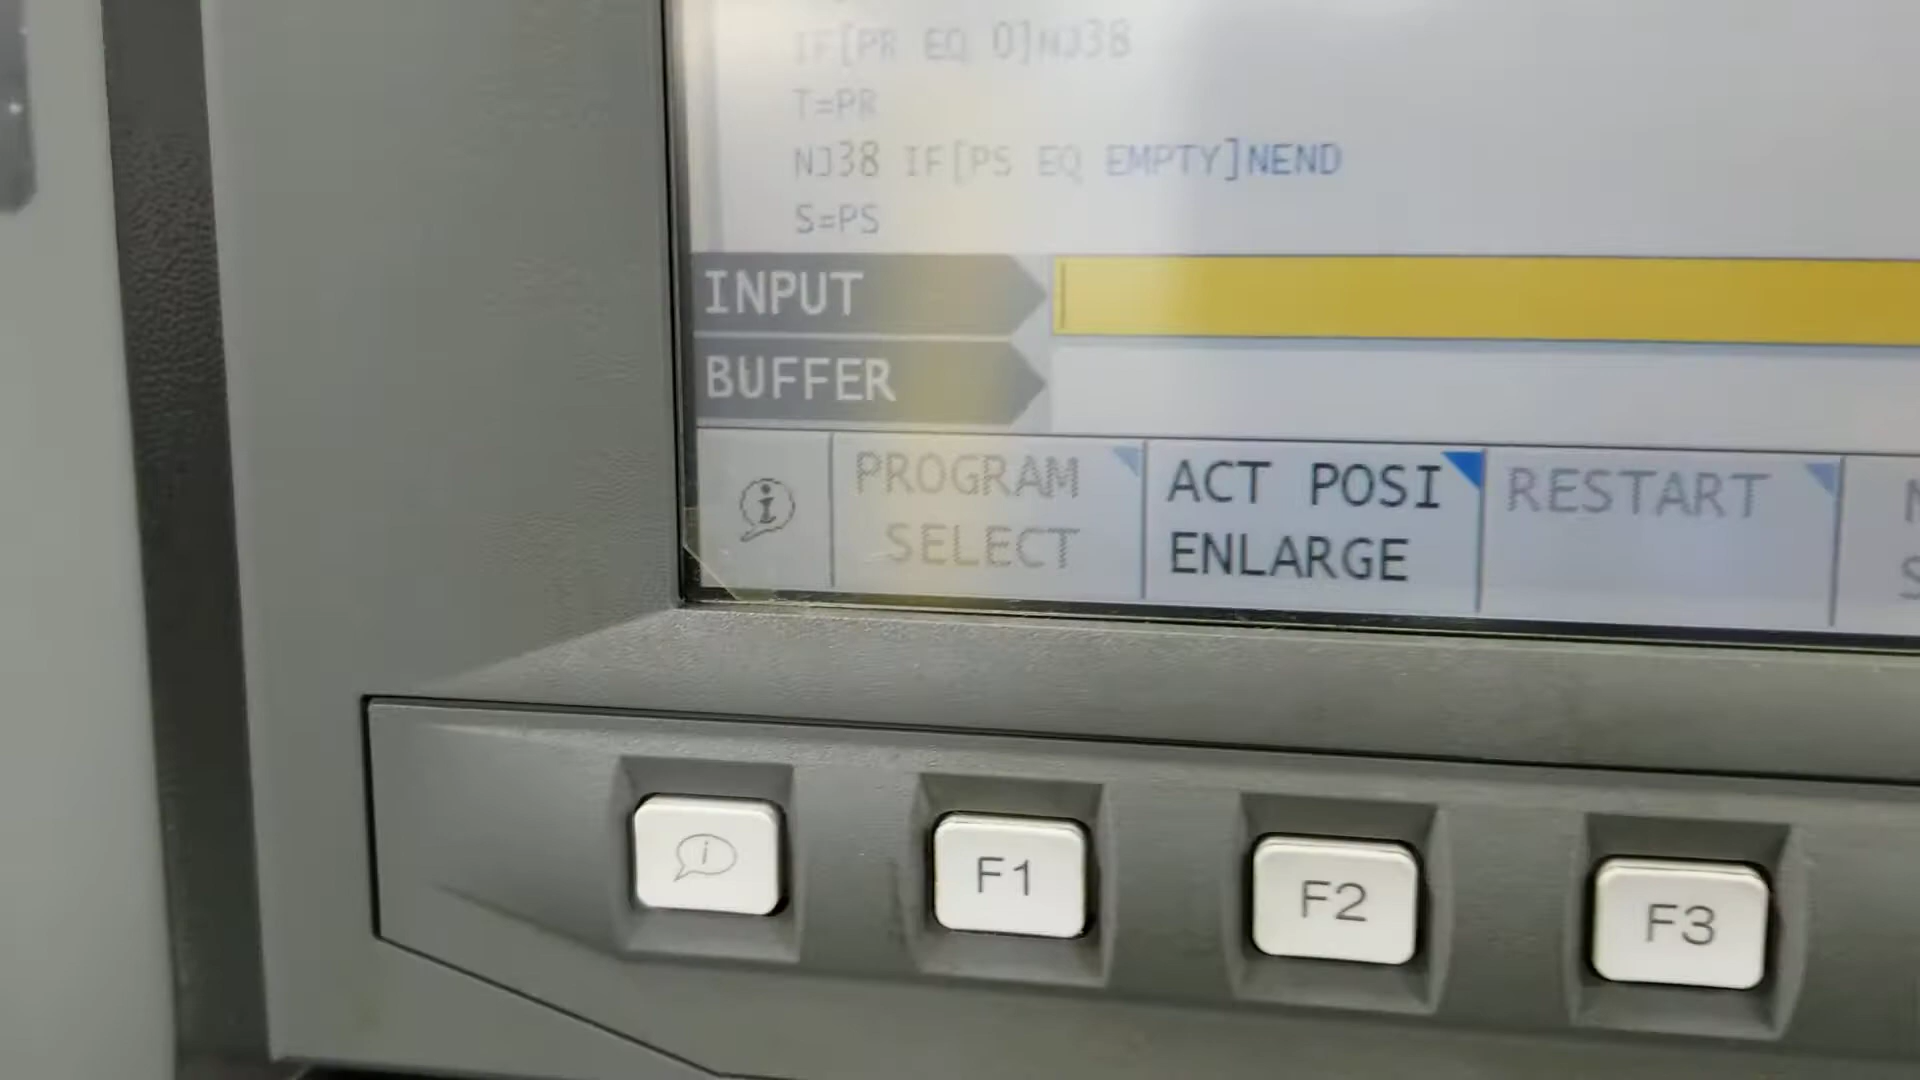 IF[PR EQ 0]NJ38
T=PR
NJ38 IF[PS EQ EMPTY]NEND
S=PS
INPUT
BUFFER
PROGRAM SELECT
ACT POSI ENLARGE
RESTART
F1
F2
F3